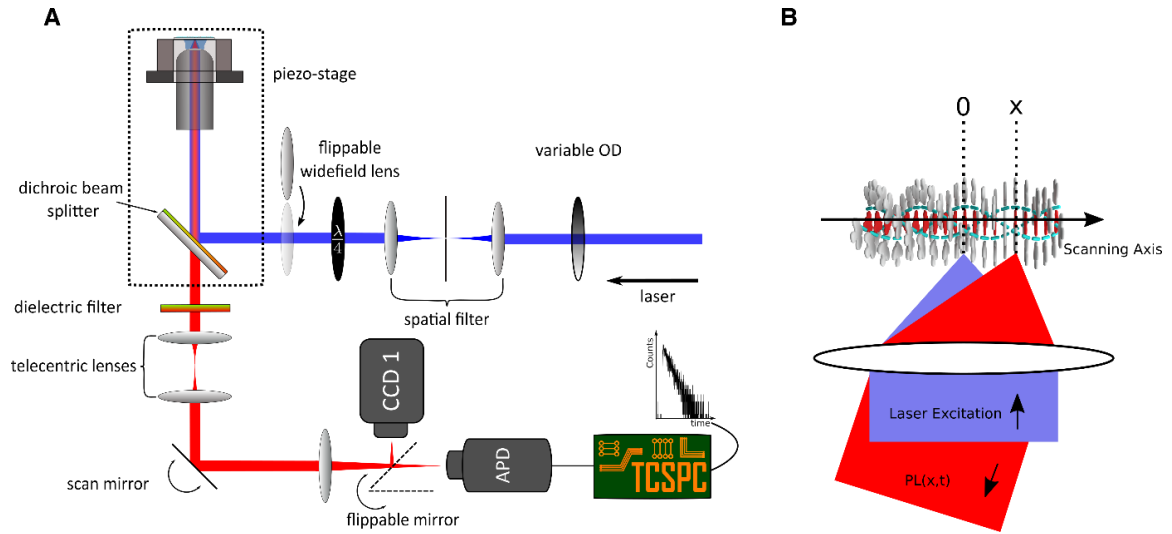 A
piezo-stage
flippable
widefield lens
variable OD
dichroic beam
splitter
λ/4
laser
spatial filter
dielectric filter
telecentric lenses
CCD 1
Counts
time
scan mirror
APD
TCSPC
flippable mirror
B
0
x
Scanning Axis
Laser Excitation
PL(x,t)